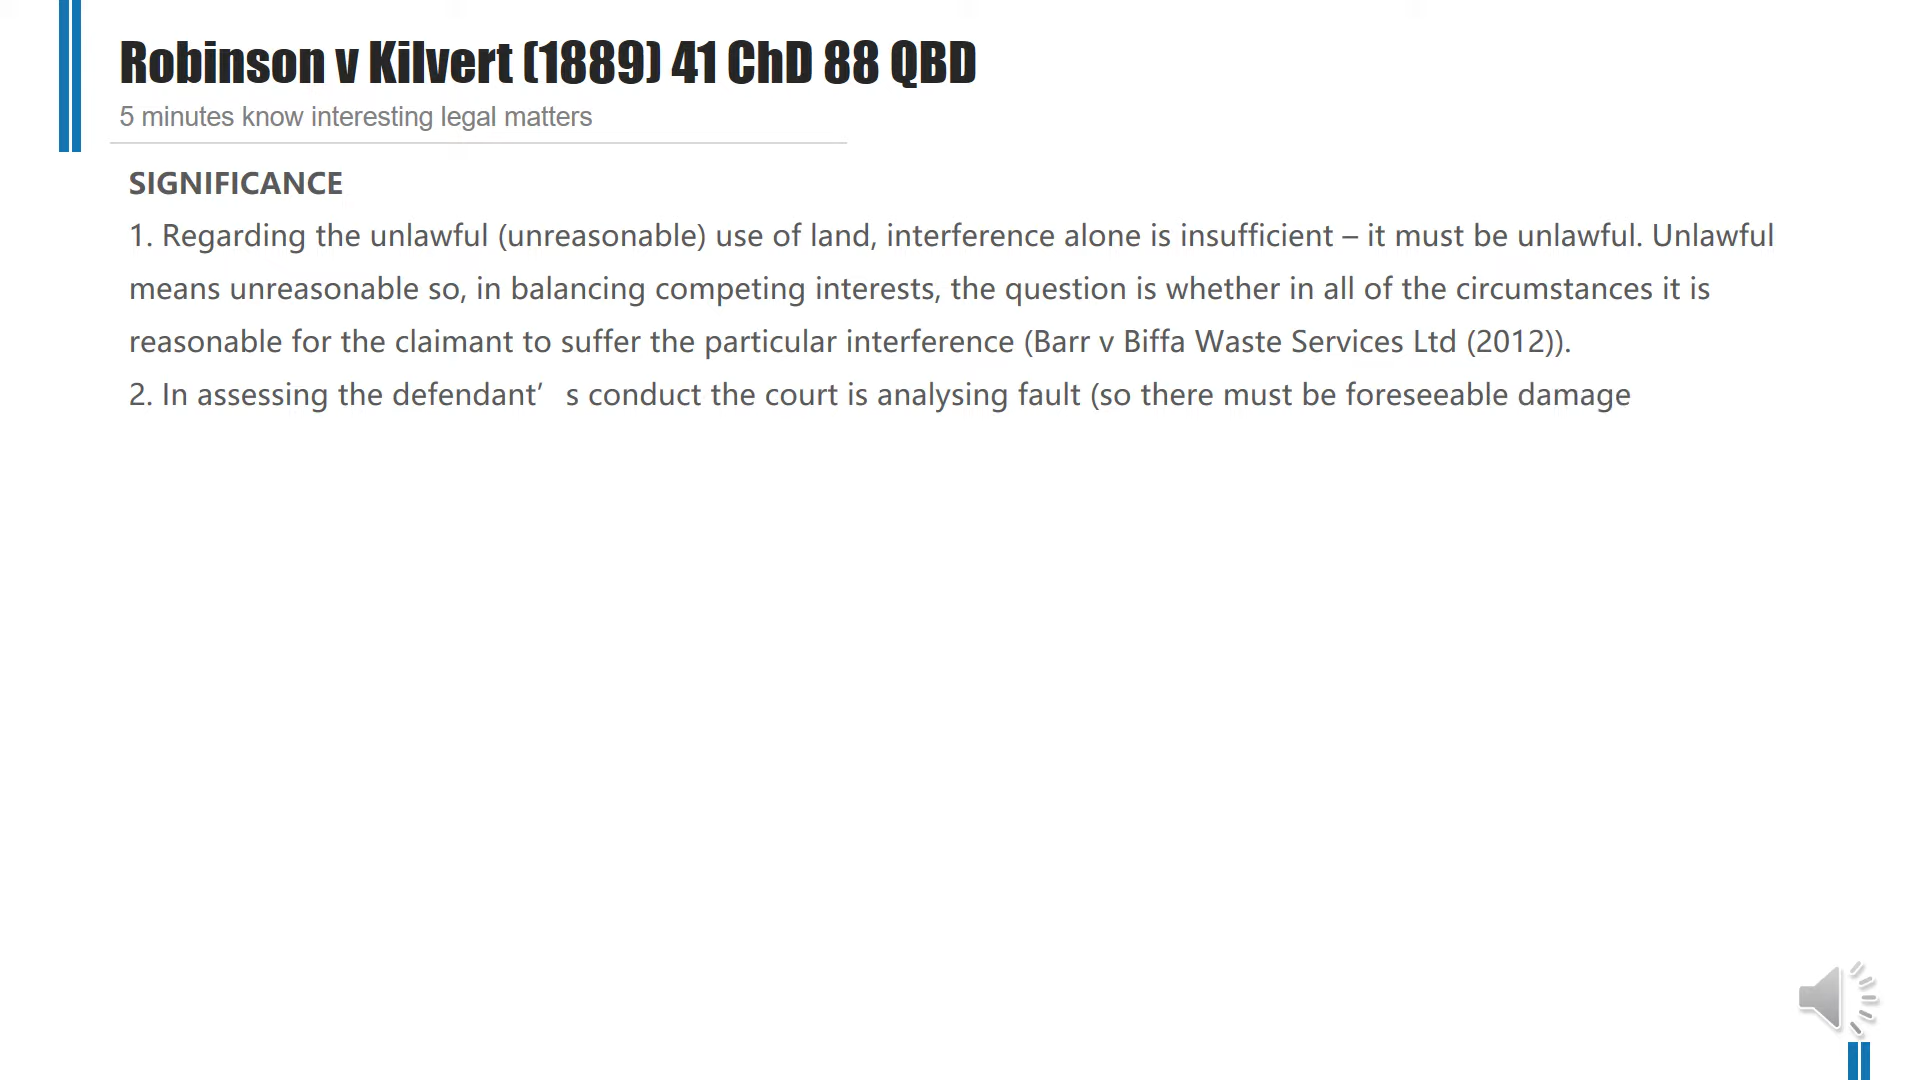 Robinson v Kilvert (1889) 41 ChD 88 QBD
5 minutes know interesting legal matters
SIGNIFICANCE
1. Regarding the unlawful (unreasonable) use of land, interference alone is insufficient – it must be unlawful. Unlawful
means unreasonable so, in balancing competing interests, the question is whether in all of the circumstances it is
reasonable for the claimant to suffer the particular interference (Barr v Biffa Waste Services Ltd (2012)).
2. In assessing the defendant’ s conduct the court is analysing fault (so there must be foreseeable damage